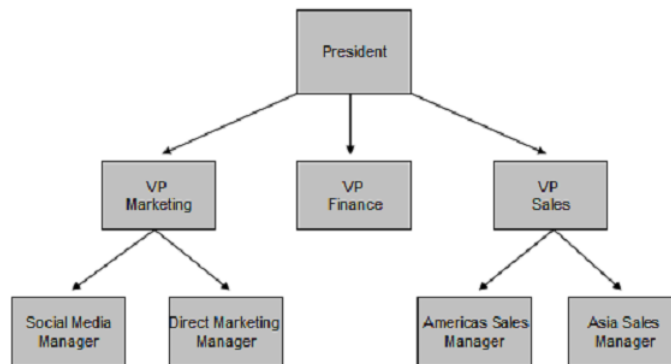 President
VP
Marketing
VP
Finance
VP
Sales
Social Media
Manager
Direct Marketing
Manager
Americas Sales
Manager
Asia Sales
Manager